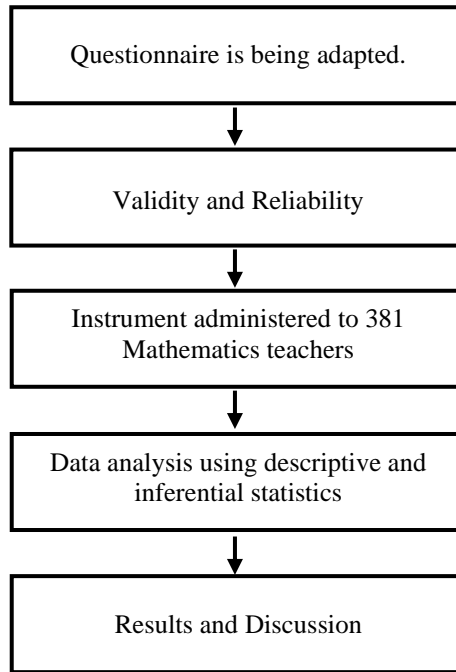 Questionnaire is being adapted.
Validity and Reliability
Instrument administered to 381
Mathematics teachers
Data analysis using descriptive and
inferential statistics
Results and Discussion